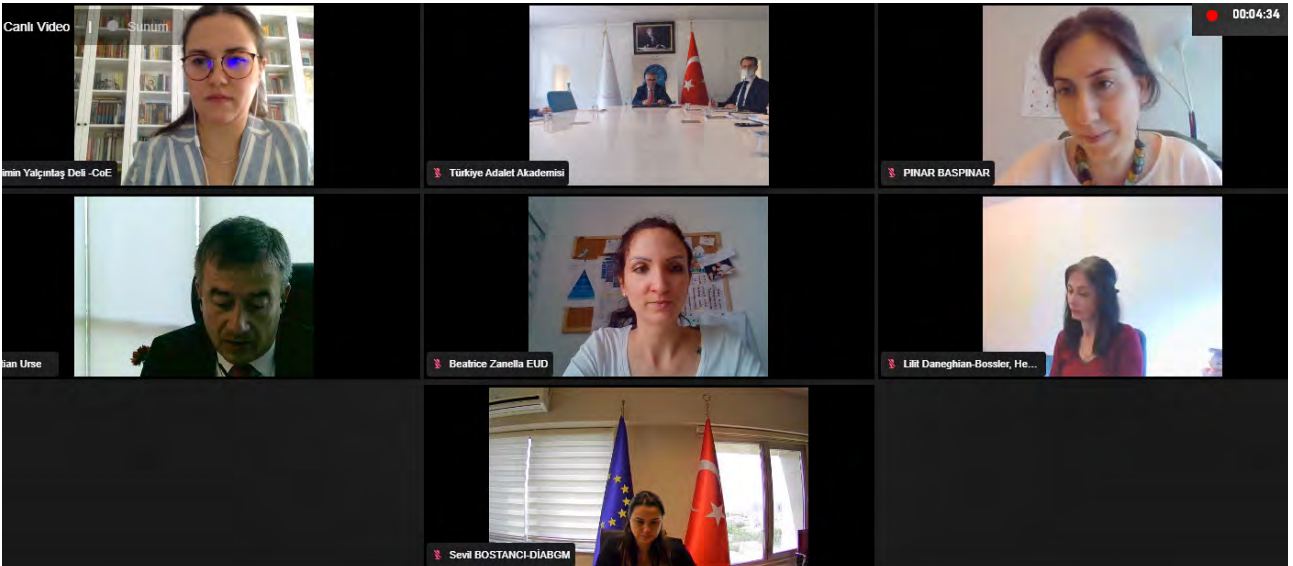 Canlı Video | Sunum
00:04:34
imin Yalçıntaş Deli -CoE
Türkiye Adalet Akademisi
PINAR BASPINAR
tian Urse
Beatrice Zanella EUD
Lilit Daneghian-Bossler, He...
Sevil BOSTANCI-DİABGM